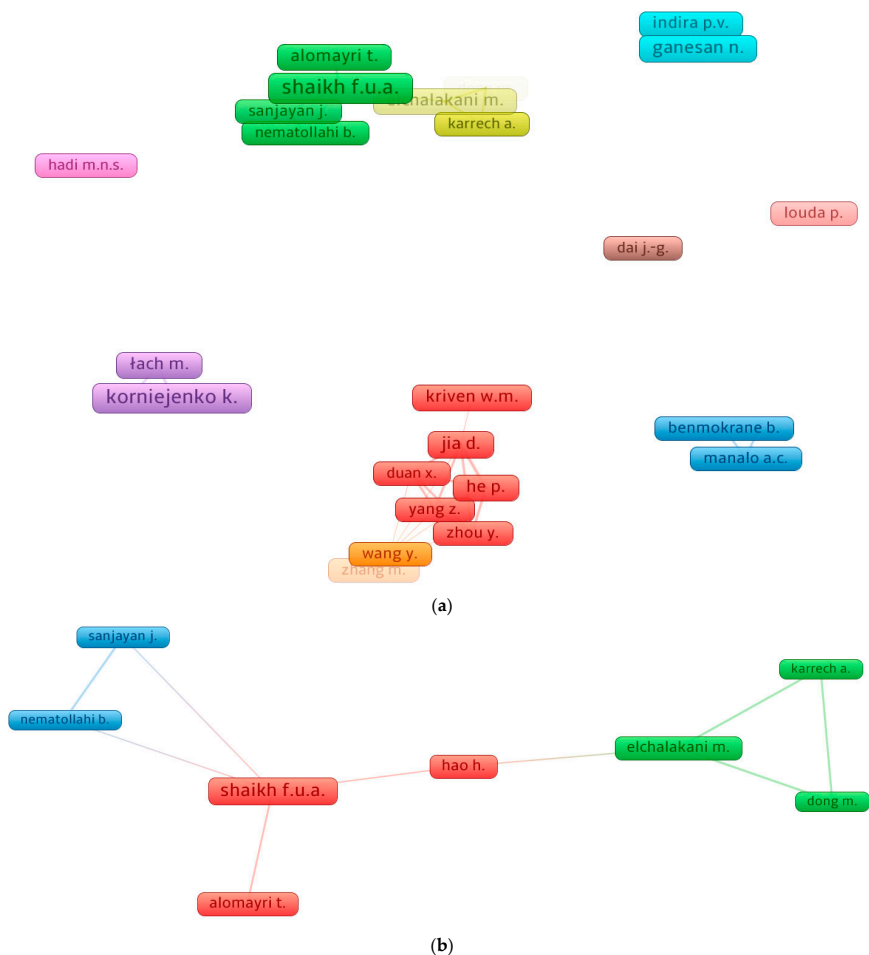 indira p.v.
ganesan n.
alomayri t.
shaikh f.u.a.
elchalakani m.
sanjayan j.
karrech a.
nematollahi b.
hadi m.n.s.
louda p.
dai j.-g.
łach m.
korniejenko k.
kriven w.m.
benmokrane b.
jia d.
manalo a.c.
duan x.
he p.
yang z.
zhou y.
wang y.
zhang m.
(a)
sanjayan j.
karrech a.
nematollahi b.
elchalakani m.
hao h.
shaikh f.u.a.
dong m.
alomayri t.
(b)